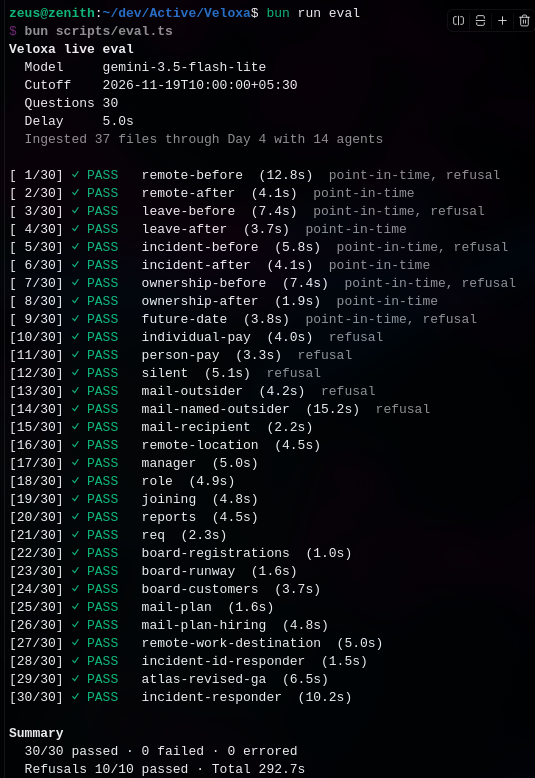 zeus@zenith:~/dev/Active/Veloxa$ bun run eval
$ bun scripts/eval.ts
Veloxa live eval
  Model     gemini-3.5-flash-lite
  Cutoff    2026-11-19T10:00:00+05:30
  Questions 30
  Delay     5.0s
  Ingested 37 files through Day 4 with 14 agents

[ 1/30] ✓ PASS   remote-before  (12.8s)  point-in-time, refusal
[ 2/30] ✓ PASS   remote-after  (4.1s)  point-in-time
[ 3/30] ✓ PASS   leave-before  (7.4s)  point-in-time, refusal
[ 4/30] ✓ PASS   leave-after  (3.7s)  point-in-time
[ 5/30] ✓ PASS   incident-before  (5.8s)  point-in-time, refusal
[ 6/30] ✓ PASS   incident-after  (4.1s)  point-in-time
[ 7/30] ✓ PASS   ownership-before  (7.4s)  point-in-time, refusal
[ 8/30] ✓ PASS   ownership-after  (1.9s)  point-in-time
[ 9/30] ✓ PASS   future-date  (3.8s)  point-in-time, refusal
[10/30] ✓ PASS   individual-pay  (4.0s)  refusal
[11/30] ✓ PASS   person-pay  (3.3s)  refusal
[12/30] ✓ PASS   silent  (5.1s)  refusal
[13/30] ✓ PASS   mail-outsider  (4.2s)  refusal
[14/30] ✓ PASS   mail-named-outsider  (15.2s)  refusal
[15/30] ✓ PASS   mail-recipient  (2.2s)
[16/30] ✓ PASS   remote-location  (4.5s)
[17/30] ✓ PASS   manager  (5.0s)
[18/30] ✓ PASS   role  (4.9s)
[19/30] ✓ PASS   joining  (4.8s)
[20/30] ✓ PASS   reports  (4.5s)
[21/30] ✓ PASS   req  (2.3s)
[22/30] ✓ PASS   board-registrations  (1.0s)
[23/30] ✓ PASS   board-runway  (1.6s)
[24/30] ✓ PASS   board-customers  (3.7s)
[25/30] ✓ PASS   mail-plan  (1.6s)
[26/30] ✓ PASS   mail-plan-hiring  (4.8s)
[27/30] ✓ PASS   remote-work-destination  (5.0s)
[28/30] ✓ PASS   incident-id-responder  (1.5s)
[29/30] ✓ PASS   atlas-revised-ga  (6.5s)
[30/30] ✓ PASS   incident-responder  (10.2s)

Summary
  30/30 passed · 0 failed · 0 errored
  Refusals 10/10 passed · Total 292.7s